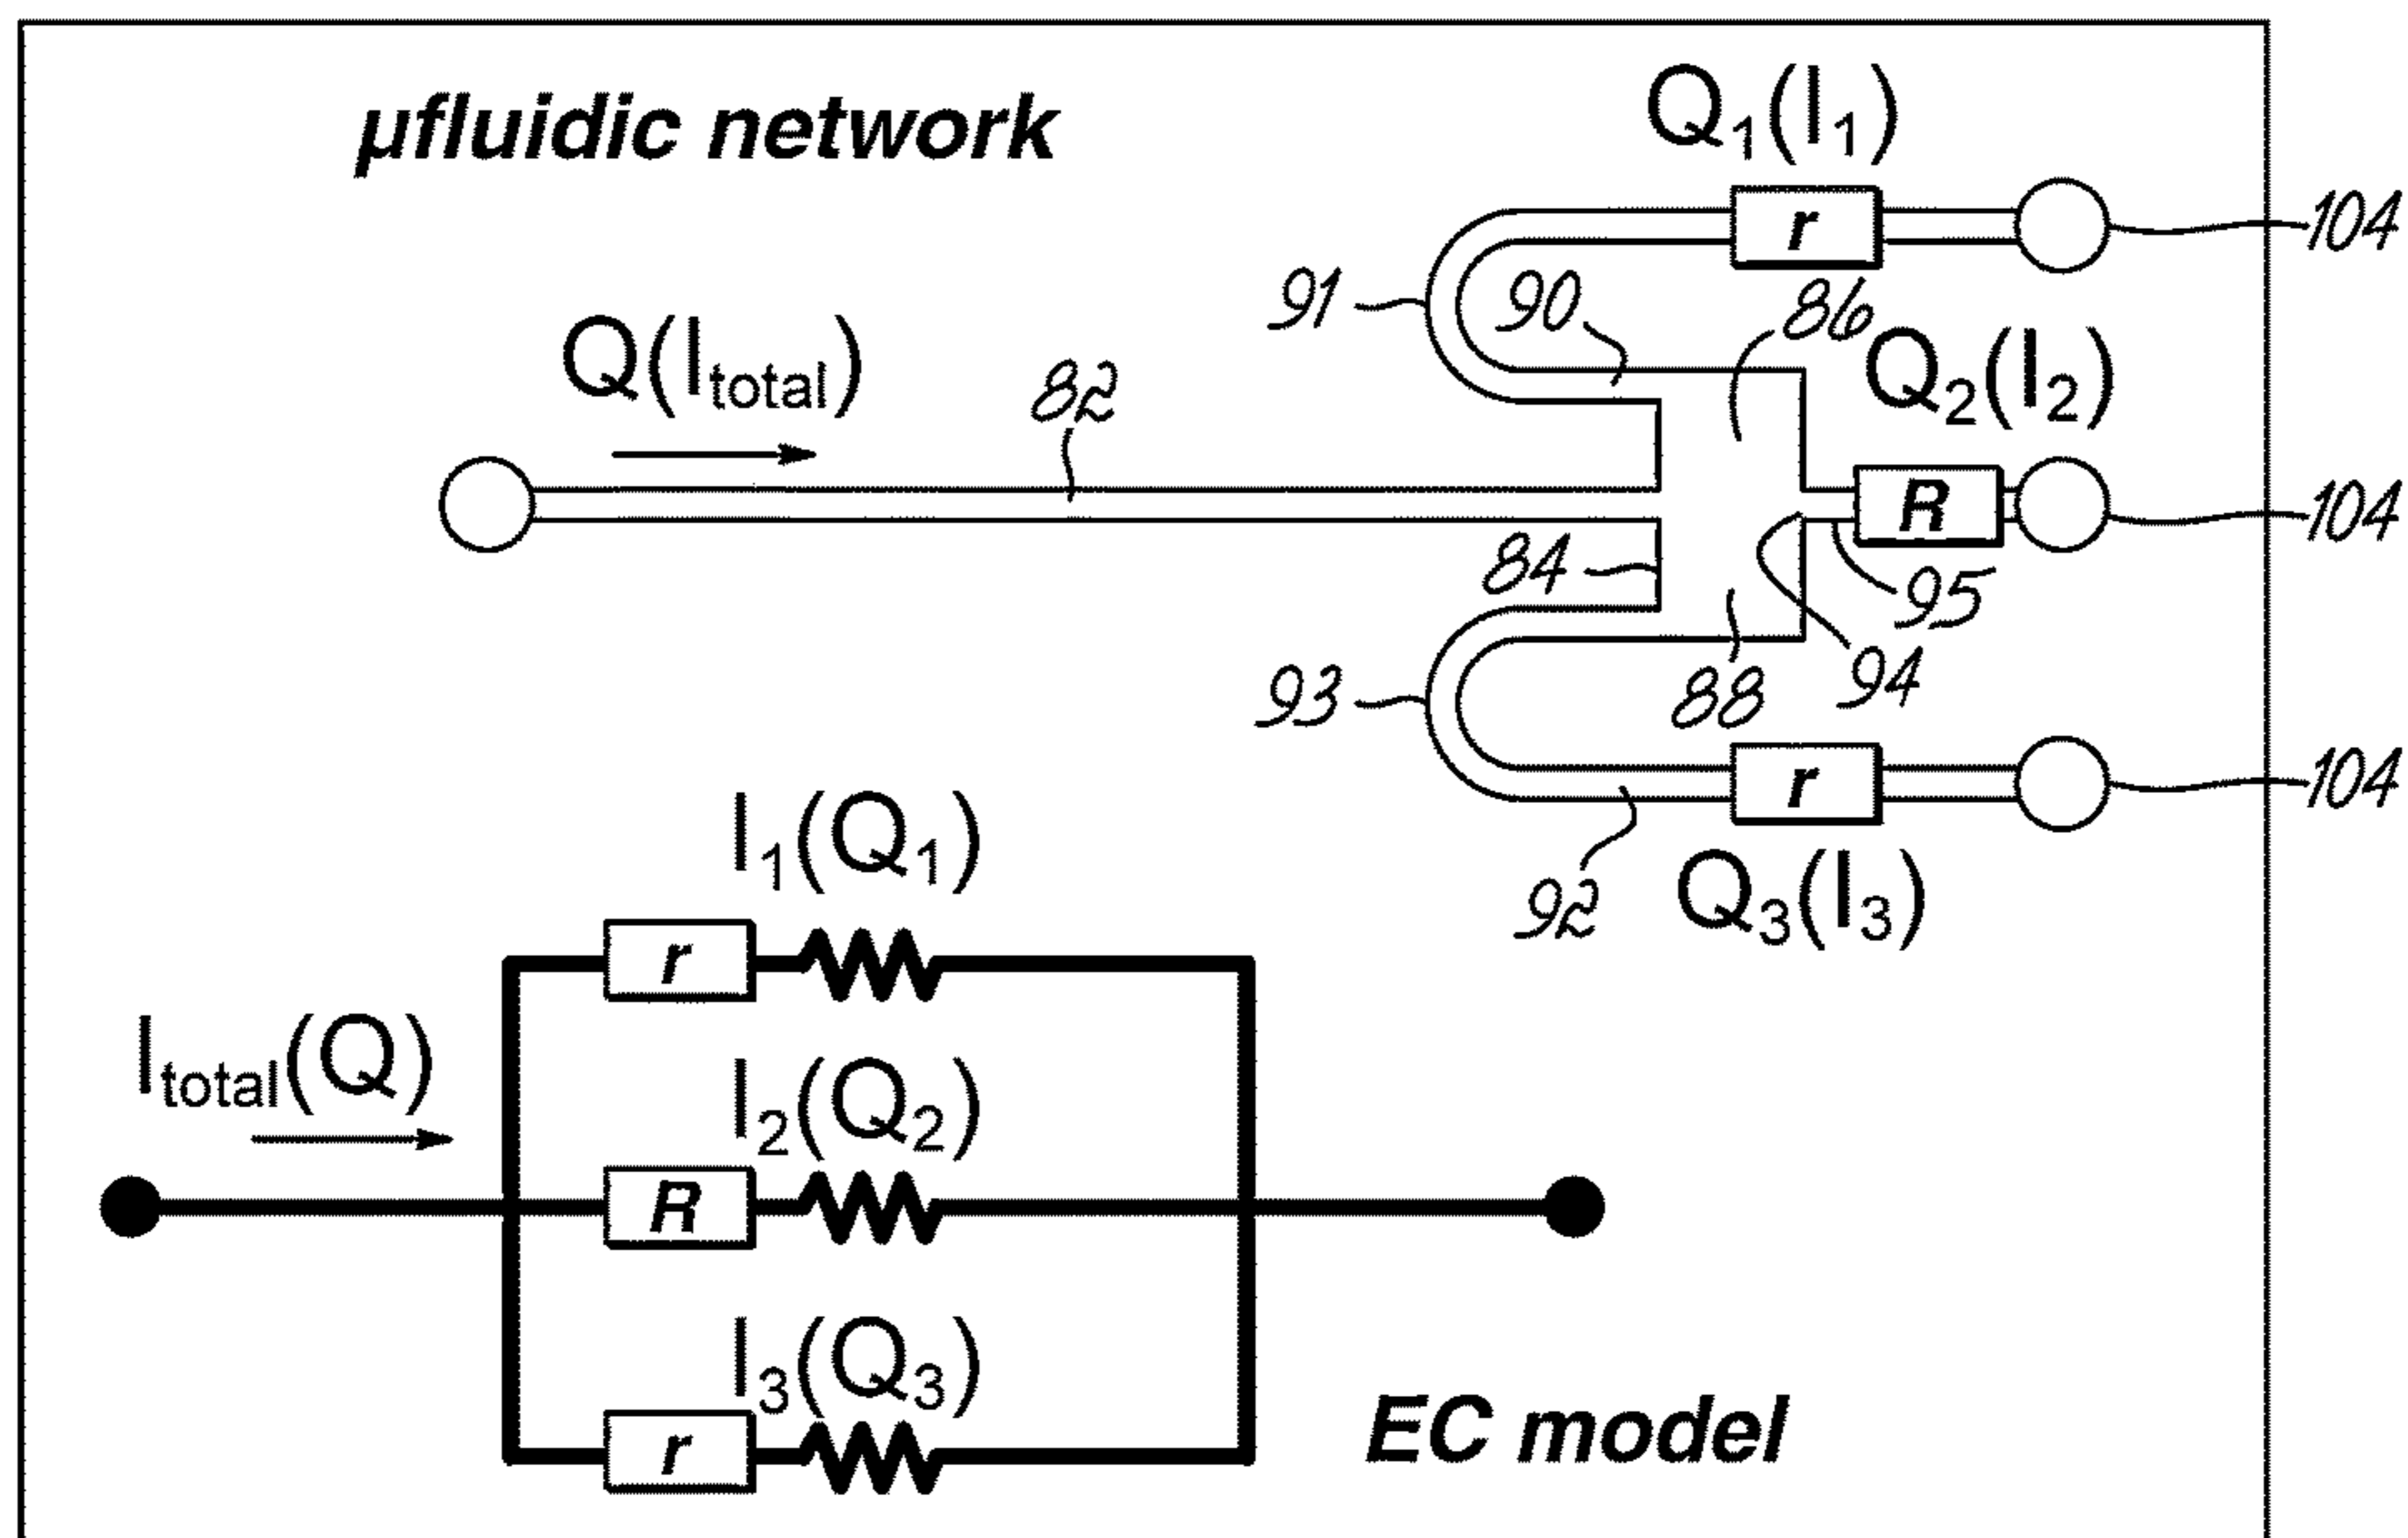 µfluidic network
Q₁(I₁)
r
104
91
90
86
Q(Iₜₒₜₐₗ)
82
Q₂(I₂)
R
104
84
95
94
93
88
r
104
92
Q₃(I₃)
I₁(Q₁)
r
Iₜₒₜₐₗ(Q)
I₂(Q₂)
R
I₃(Q₃)
r
EC model